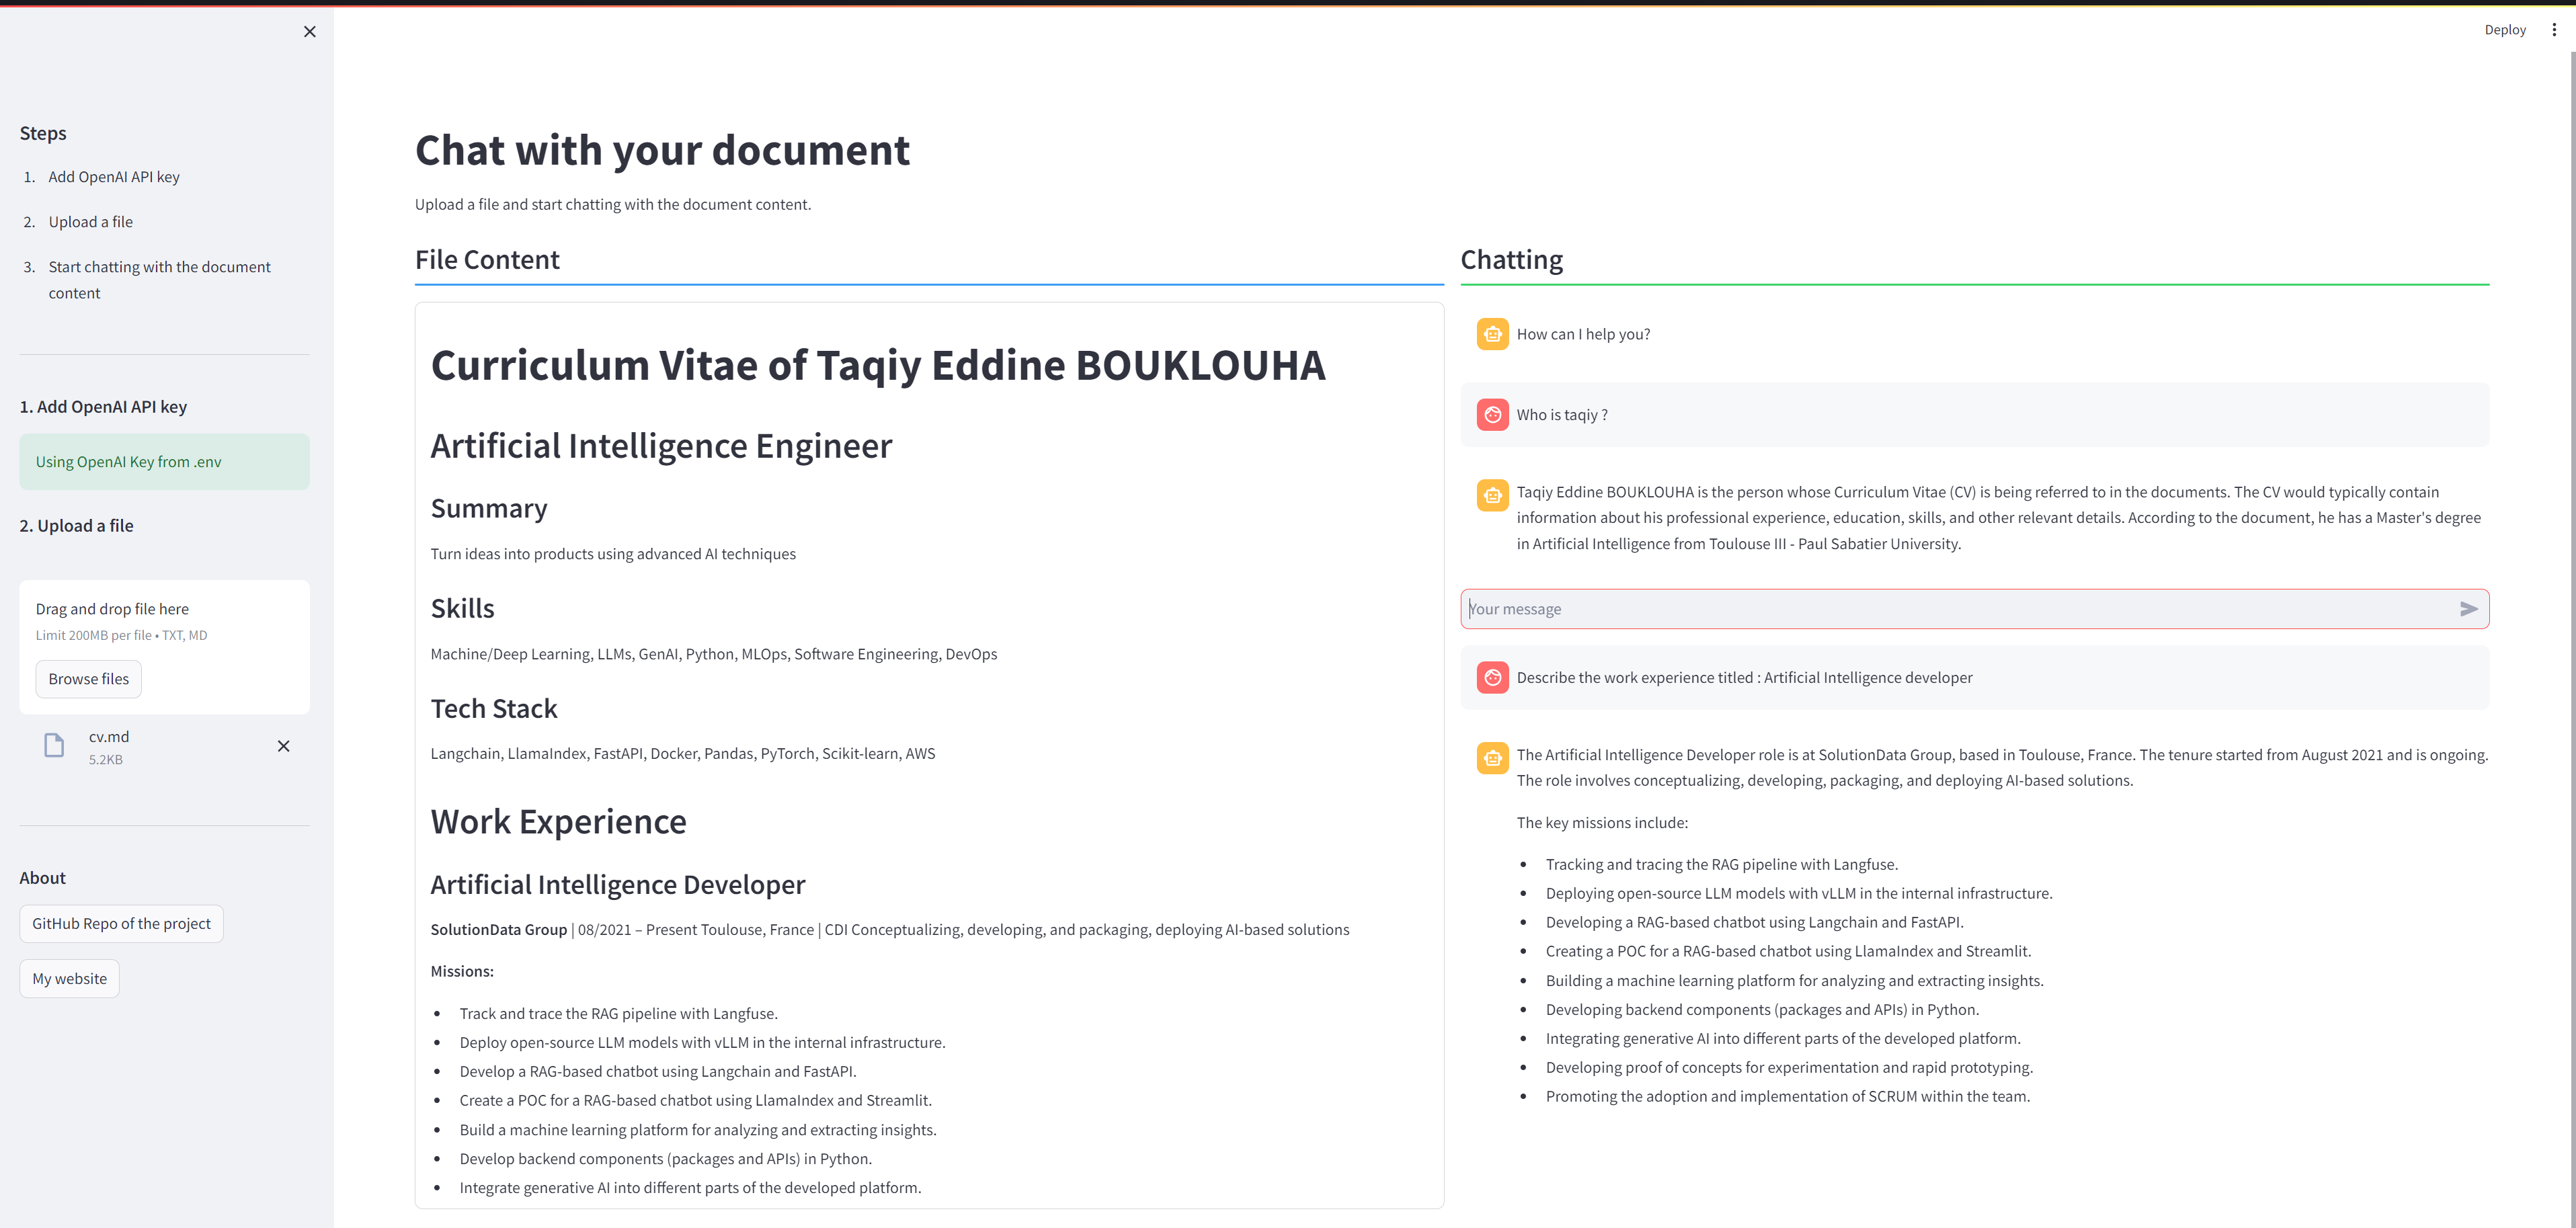 Deploy
Steps
1. Add OpenAI API key
2. Upload a file
3. Start chatting with the document
content
1. Add OpenAI API key
Using OpenAI Key from .env
2. Upload a file
Drag and drop file here
Limit 200MB per file • TXT, MD
Browse files
cv.md
5.2KB
About
GitHub Repo of the project
My website
Chat with your document
Upload a file and start chatting with the document content.
File Content
Curriculum Vitae of Taqiy Eddine BOUKLOUHA
Artificial Intelligence Engineer
Summary
Turn ideas into products using advanced AI techniques
Skills
Machine/Deep Learning, LLMs, GenAI, Python, MLOps, Software Engineering, DevOps
Tech Stack
Langchain, LlamaIndex, FastAPI, Docker, Pandas, PyTorch, Scikit-learn, AWS
Work Experience
Artificial Intelligence Developer
SolutionData Group | 08/2021 – Present Toulouse, France | CDI Conceptualizing, developing, and packaging, deploying AI-based solutions
Missions:
• Track and trace the RAG pipeline with Langfuse.
• Deploy open-source LLM models with vLLM in the internal infrastructure.
• Develop a RAG-based chatbot using Langchain and FastAPI.
• Create a POC for a RAG-based chatbot using LlamaIndex and Streamlit.
• Build a machine learning platform for analyzing and extracting insights.
• Develop backend components (packages and APIs) in Python.
• Integrate generative AI into different parts of the developed platform.
Chatting
How can I help you?
Who is taqiy ?
Taqiy Eddine BOUKLOUHA is the person whose Curriculum Vitae (CV) is being referred to in the documents. The CV would typically contain
information about his professional experience, education, skills, and other relevant details. According to the document, he has a Master's degree
in Artificial Intelligence from Toulouse III - Paul Sabatier University.
Your message
Describe the work experience titled : Artificial Intelligence developer
The Artificial Intelligence Developer role is at SolutionData Group, based in Toulouse, France. The tenure started from August 2021 and is ongoing.
The role involves conceptualizing, developing, packaging, and deploying AI-based solutions.
The key missions include:
• Tracking and tracing the RAG pipeline with Langfuse.
• Deploying open-source LLM models with vLLM in the internal infrastructure.
• Developing a RAG-based chatbot using Langchain and FastAPI.
• Creating a POC for a RAG-based chatbot using LlamaIndex and Streamlit.
• Building a machine learning platform for analyzing and extracting insights.
• Developing backend components (packages and APIs) in Python.
• Integrating generative AI into different parts of the developed platform.
• Developing proof of concepts for experimentation and rapid prototyping.
• Promoting the adoption and implementation of SCRUM within the team.